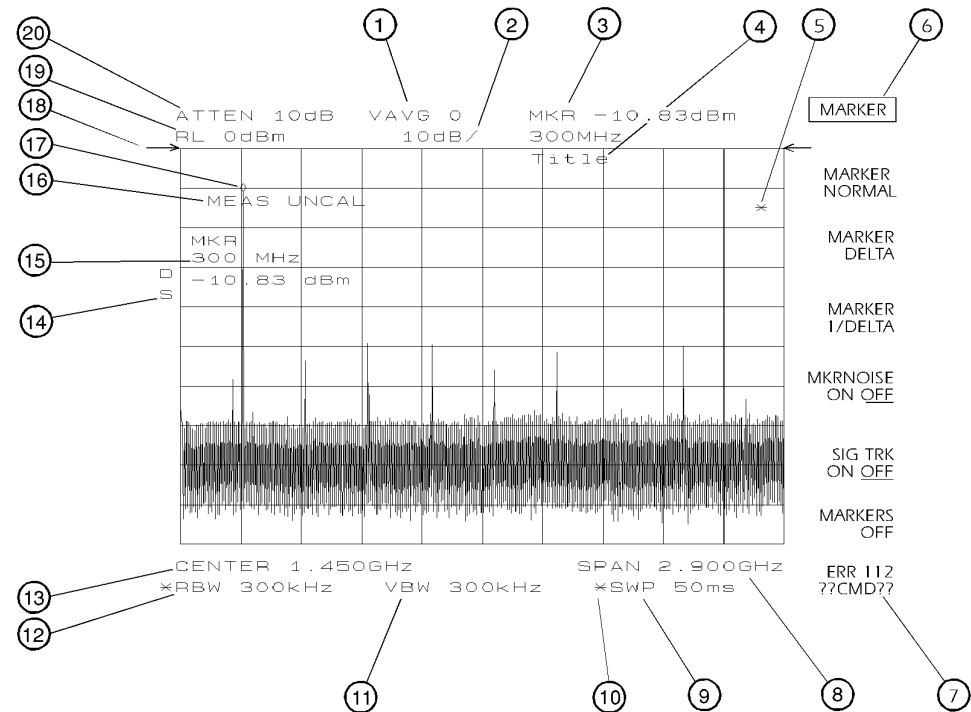 20 1 2 3 4 5 6
19
18
17
16
15
14
13
12
11 10 9 8 7
ATTEN 10dB VAVG 0 MKR -10.83dBm
RL 0dBm 10dB/ 300MHz
Title
MEAS UNCAL
*
MKR
300 MHz
-10.83 dBm
D
S
CENTER 1.450GHz SPAN 2.900GHz
*RBW 300kHz VBW 300kHz *SWP 50ms
MARKER
MARKER
NORMAL
MARKER
DELTA
MARKER
1/DELTA
MKRNOISE
ON OFF
SIG TRK
ON OFF
MARKERS
OFF
ERR 112
??CMD??